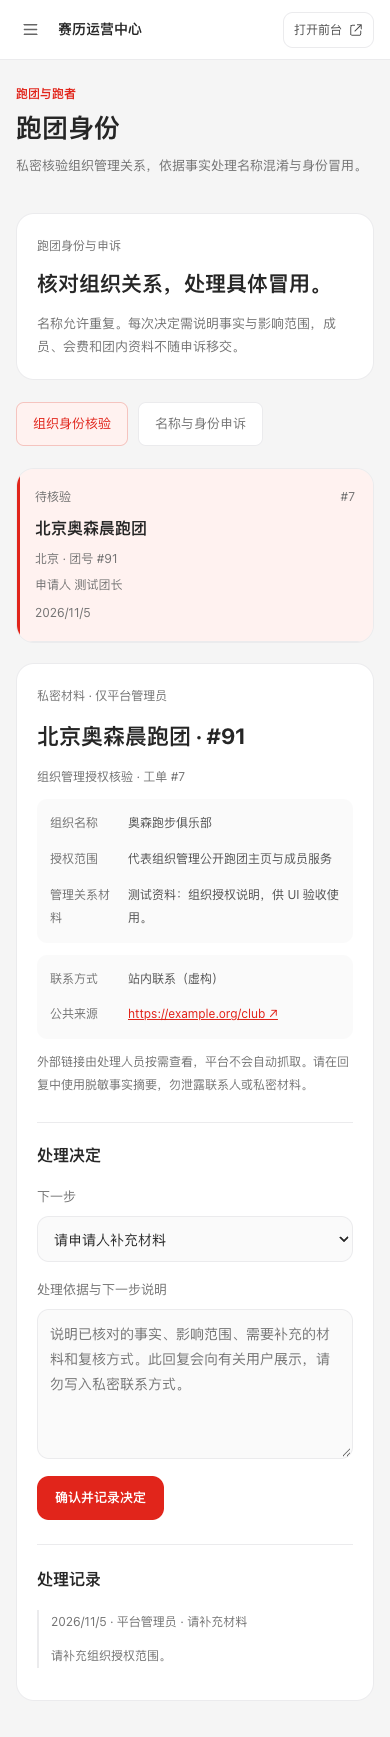 赛历运营中心
打开前台
跑团与跑者
跑团身份
私密核验组织管理关系，依据事实处理名称混淆与身份冒用。
跑团身份与申诉
核对组织关系，处理具体冒用。
名称允许重复。每次决定需说明事实与影响范围，成
员、会费和团内资料不随申诉移交。
组织身份核验
名称与身份申诉
待核验 #7
北京奥森晨跑团
北京 · 团号 #91
申请人 测试团长
2026/11/5
私密材料 · 仅平台管理员
北京奥森晨跑团 · #91
组织管理授权核验 · 工单 #7
组织名称 奥森跑步俱乐部
授权范围 代表组织管理公开跑团主页与成员服务
管理关系材 测试资料：组织授权说明，供 UI 验收使
料 用。
联系方式 站内联系（虚构）
公共来源 https://example.org/club ↗
外部链接由处理人员按需查看，平台不会自动抓取。请在回
复中使用脱敏事实摘要，勿泄露联系人或私密材料。
处理决定
下一步
请申请人补充材料
处理依据与下一步说明
说明已核对的事实、影响范围、需要补充的材
料和复核方式。此回复会向有关用户展示，请
勿写入私密联系方式。
确认并记录决定
处理记录
2026/11/5 · 平台管理员 · 请补充材料
请补充组织授权范围。